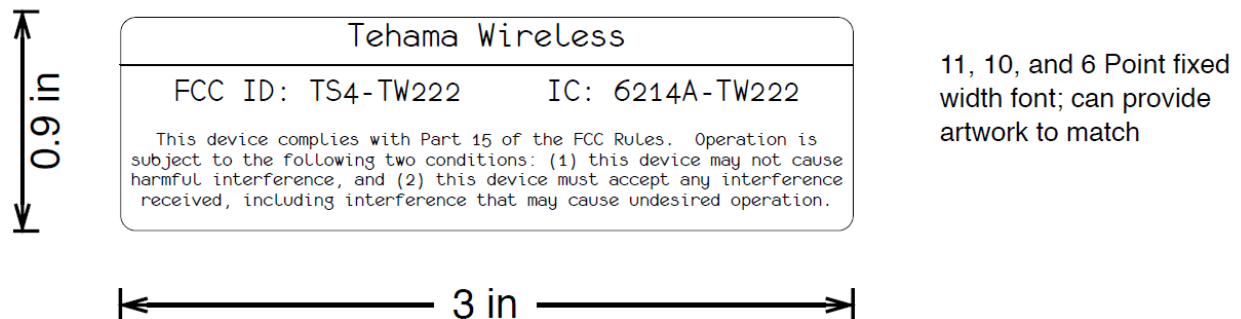 Tehama Wireless
FCC ID: TS4-TW222 IC: 6214A-TW222
This device complies with Part 15 of the FCC Rules. Operation is
subject to the following two conditions: (1) this device may not cause
harmful interference, and (2) this device must accept any interference
received, including interference that may cause undesired operation.
0.9 in
3 in
11, 10, and 6 Point fixed
width font; can provide
artwork to match